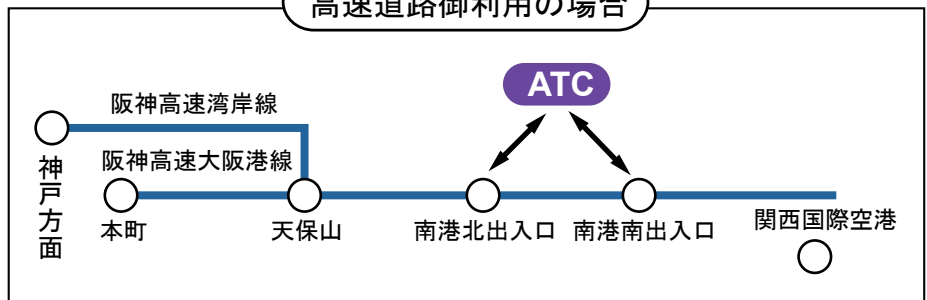 高速道路御利用の場合
ATC
阪神高速湾岸線
神戸方面
阪神高速大阪港線
本町
天保山
南港北出入口
南港南出入口
関西国際空港